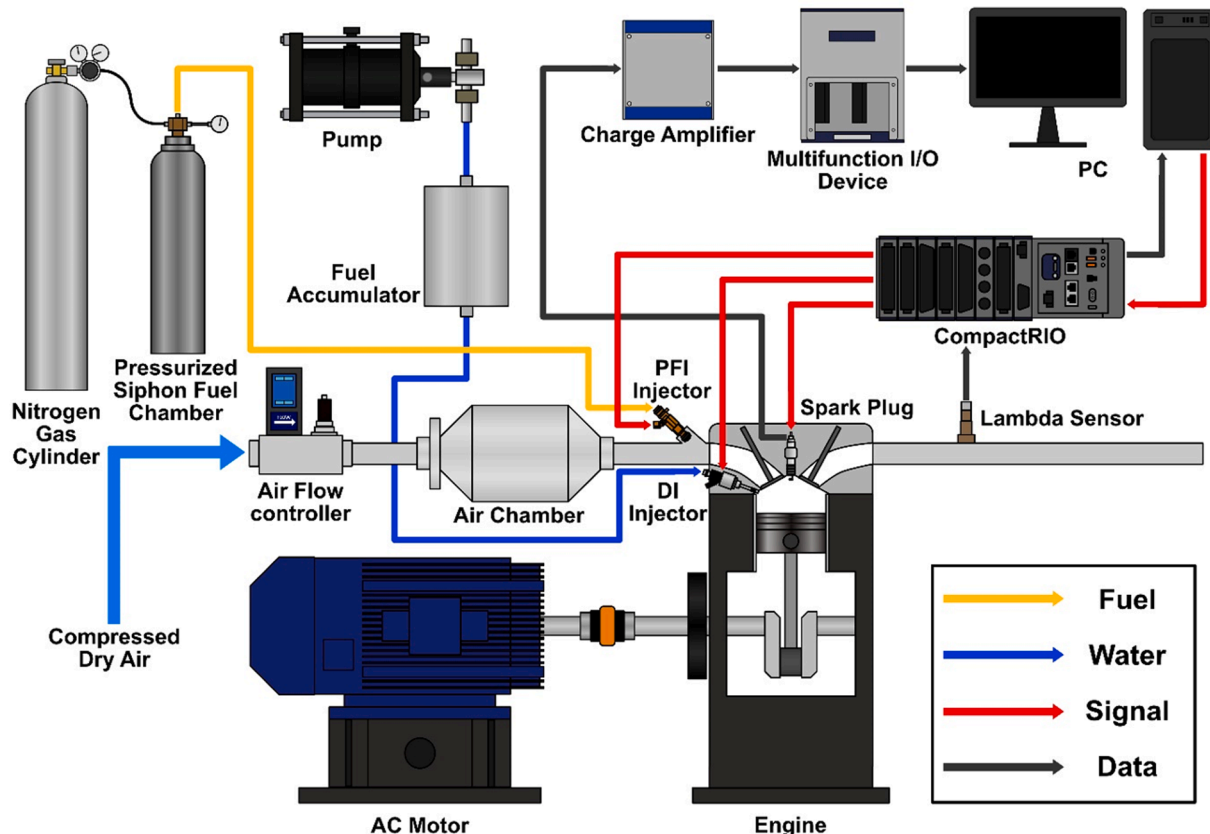 Pump
Charge Amplifier
Multifunction I/O
Device
PC
Fuel
Accumulator
CompactRIO
Pressurized
Siphon Fuel
Chamber
Nitrogen
Gas
Cylinder
PFI
Injector
Spark Plug
Lambda Sensor
Air Flow
controller
Air Chamber
DI
Injector
Compressed
Dry Air
AC Motor
Engine
Fuel
Water
Signal
Data